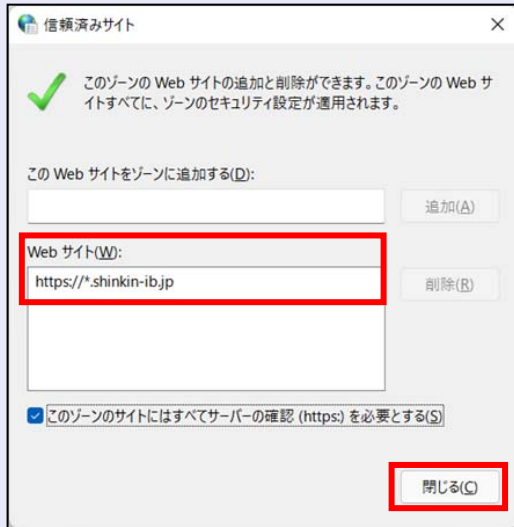 信頼済みサイト
このゾーンの Web サイトの追加と削除ができます。このゾーンの Web サ
イトすべてに、ゾーンのセキュリティ設定が適用されます。
この Web サイトをゾーンに追加する(D):
追加(A)
Web サイト(W):
https://*.shinkin-ib.jp
削除(R)
このゾーンのサイトにはすべてサーバーの確認 (https:) を必要とする(S)
閉じる(C)